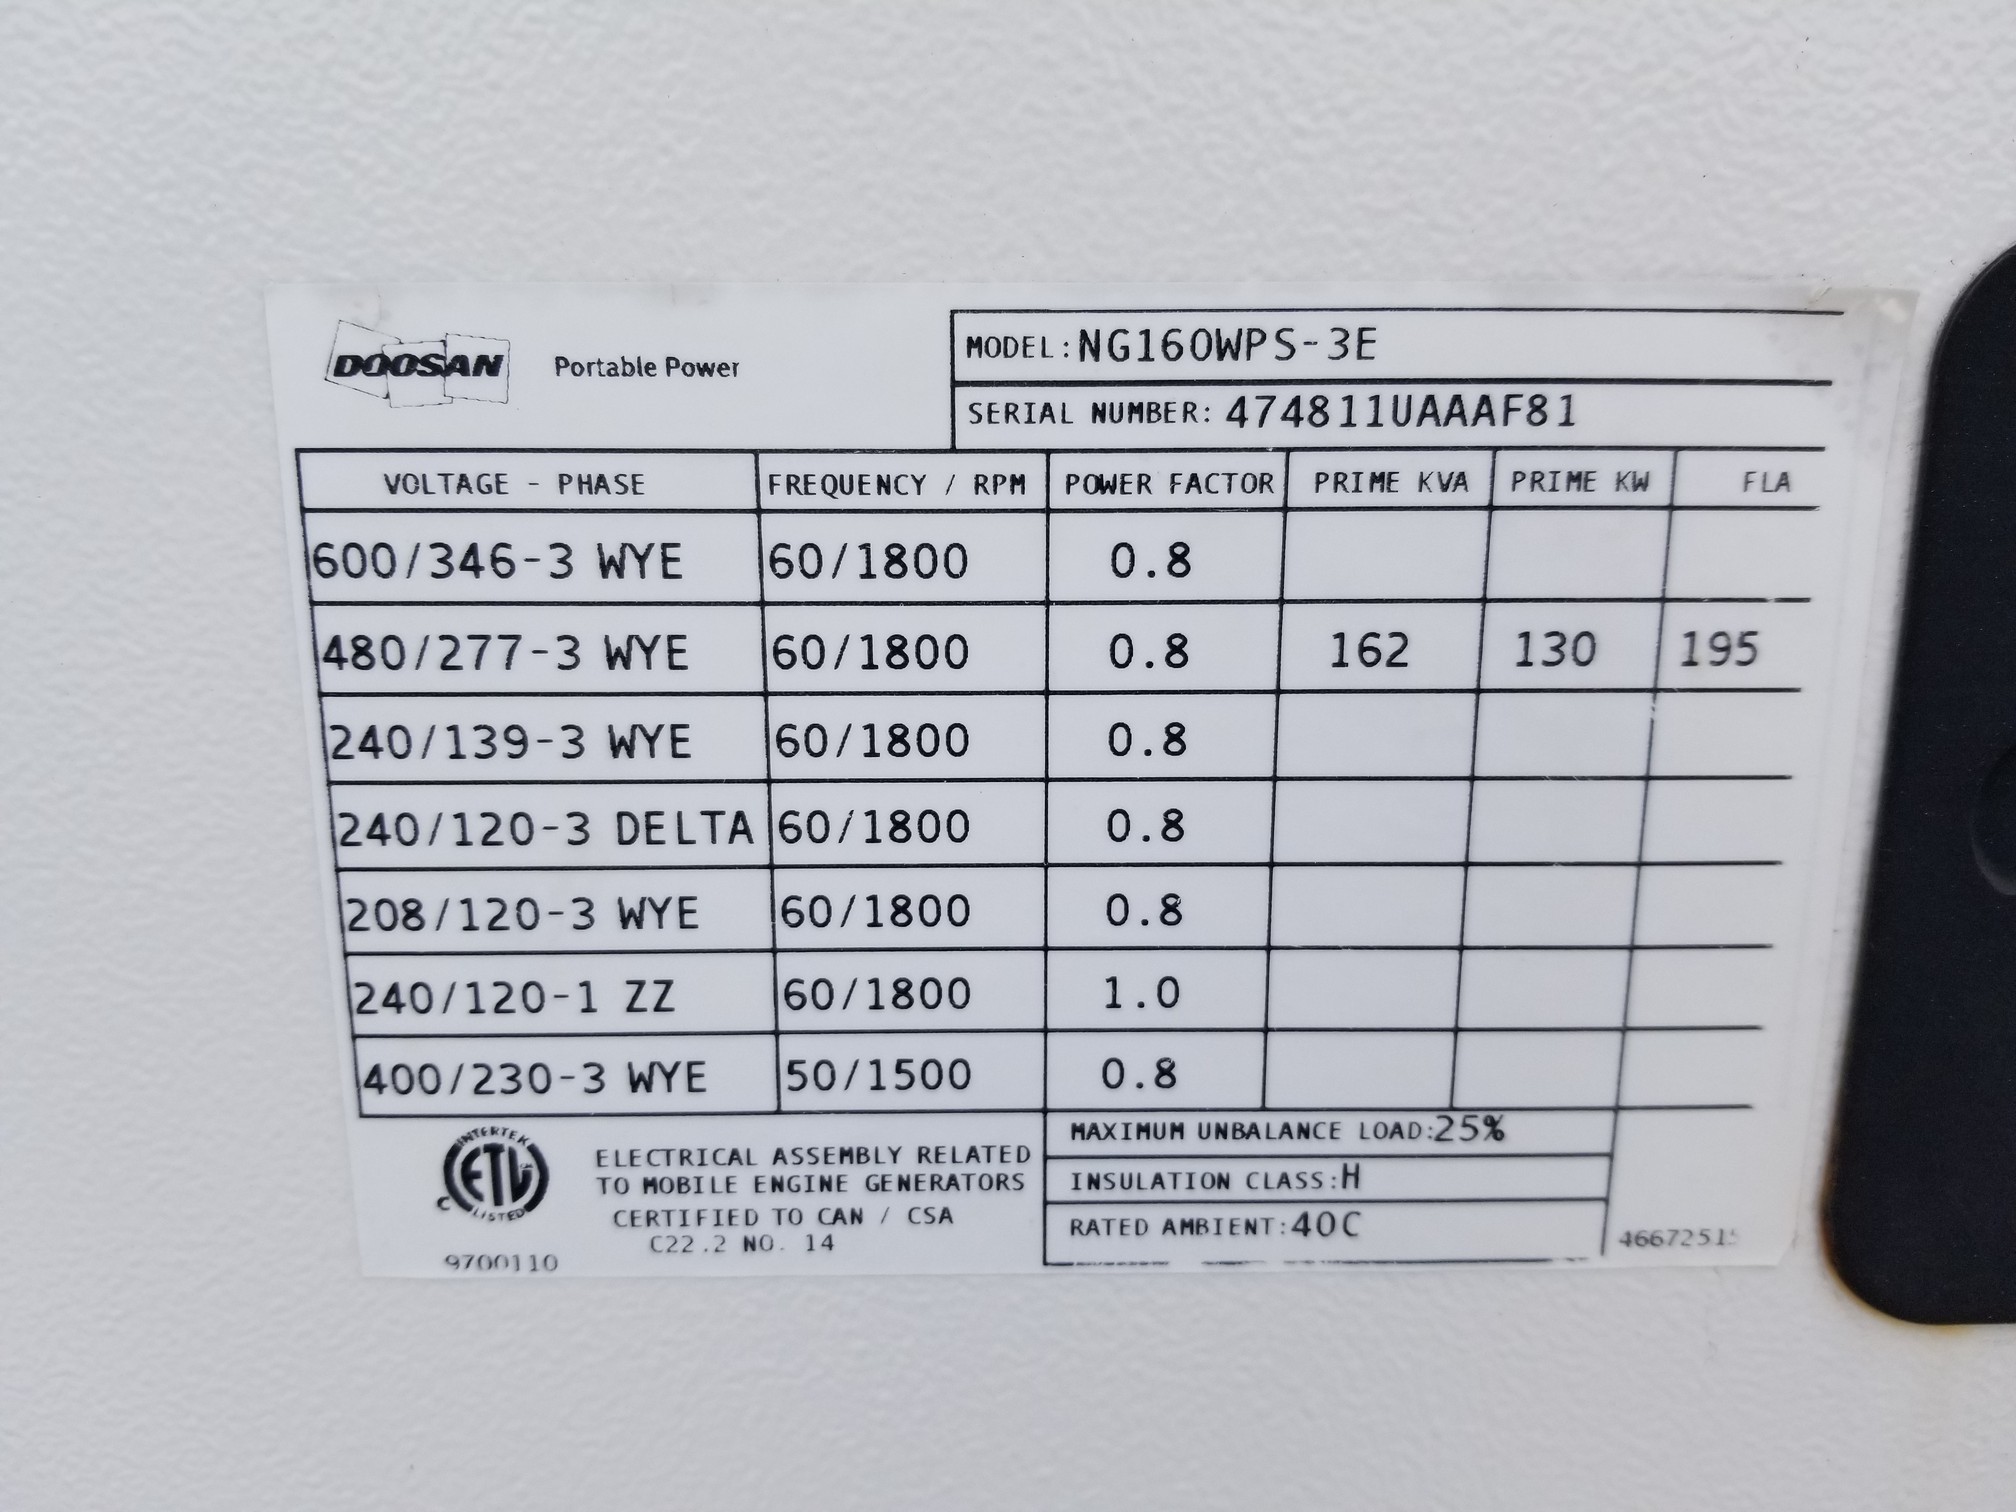 DOOSAN Portable Power
MODEL: NG160WPS-3E
SERIAL NUMBER: 474811UAAAF81
VOLTAGE - PHASE FREQUENCY / RPM POWER FACTOR PRIME KVA PRIME KW FLA
600/346-3 WYE 60/1800 0.8
480/277-3 WYE 60/1800 0.8 162 130 195
240/139-3 WYE 60/1800 0.8
240/120-3 DELTA 60/1800 0.8
208/120-3 WYE 60/1800 0.8
240/120-1 ZZ 60/1800 1.0
400/230-3 WYE 50/1500 0.8
INTERTEK
ETL
C
LISTED
9700110
ELECTRICAL ASSEMBLY RELATED
TO MOBILE ENGINE GENERATORS
CERTIFIED TO CAN / CSA
C22.2 NO. 14
MAXIMUM UNBALANCE LOAD:25%
INSULATION CLASS:H
RATED AMBIENT:40C